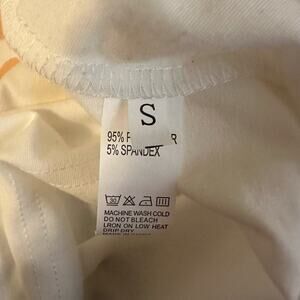 S
95%
5% SPANDEX
MACHINE WASH COLD
DO NOT BLEACH
LRON ON LOW HEAT
DRIP DRY